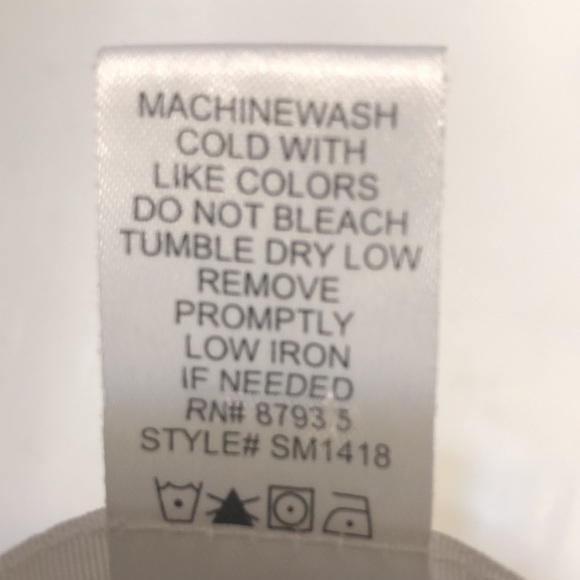 MACHINEWASH
COLD WITH
LIKE COLORS
DO NOT BLEACH
TUMBLE DRY LOW
REMOVE
PROMPTLY
LOW IRON
IF NEEDED
RN# 8793 5
STYLE# SM1418